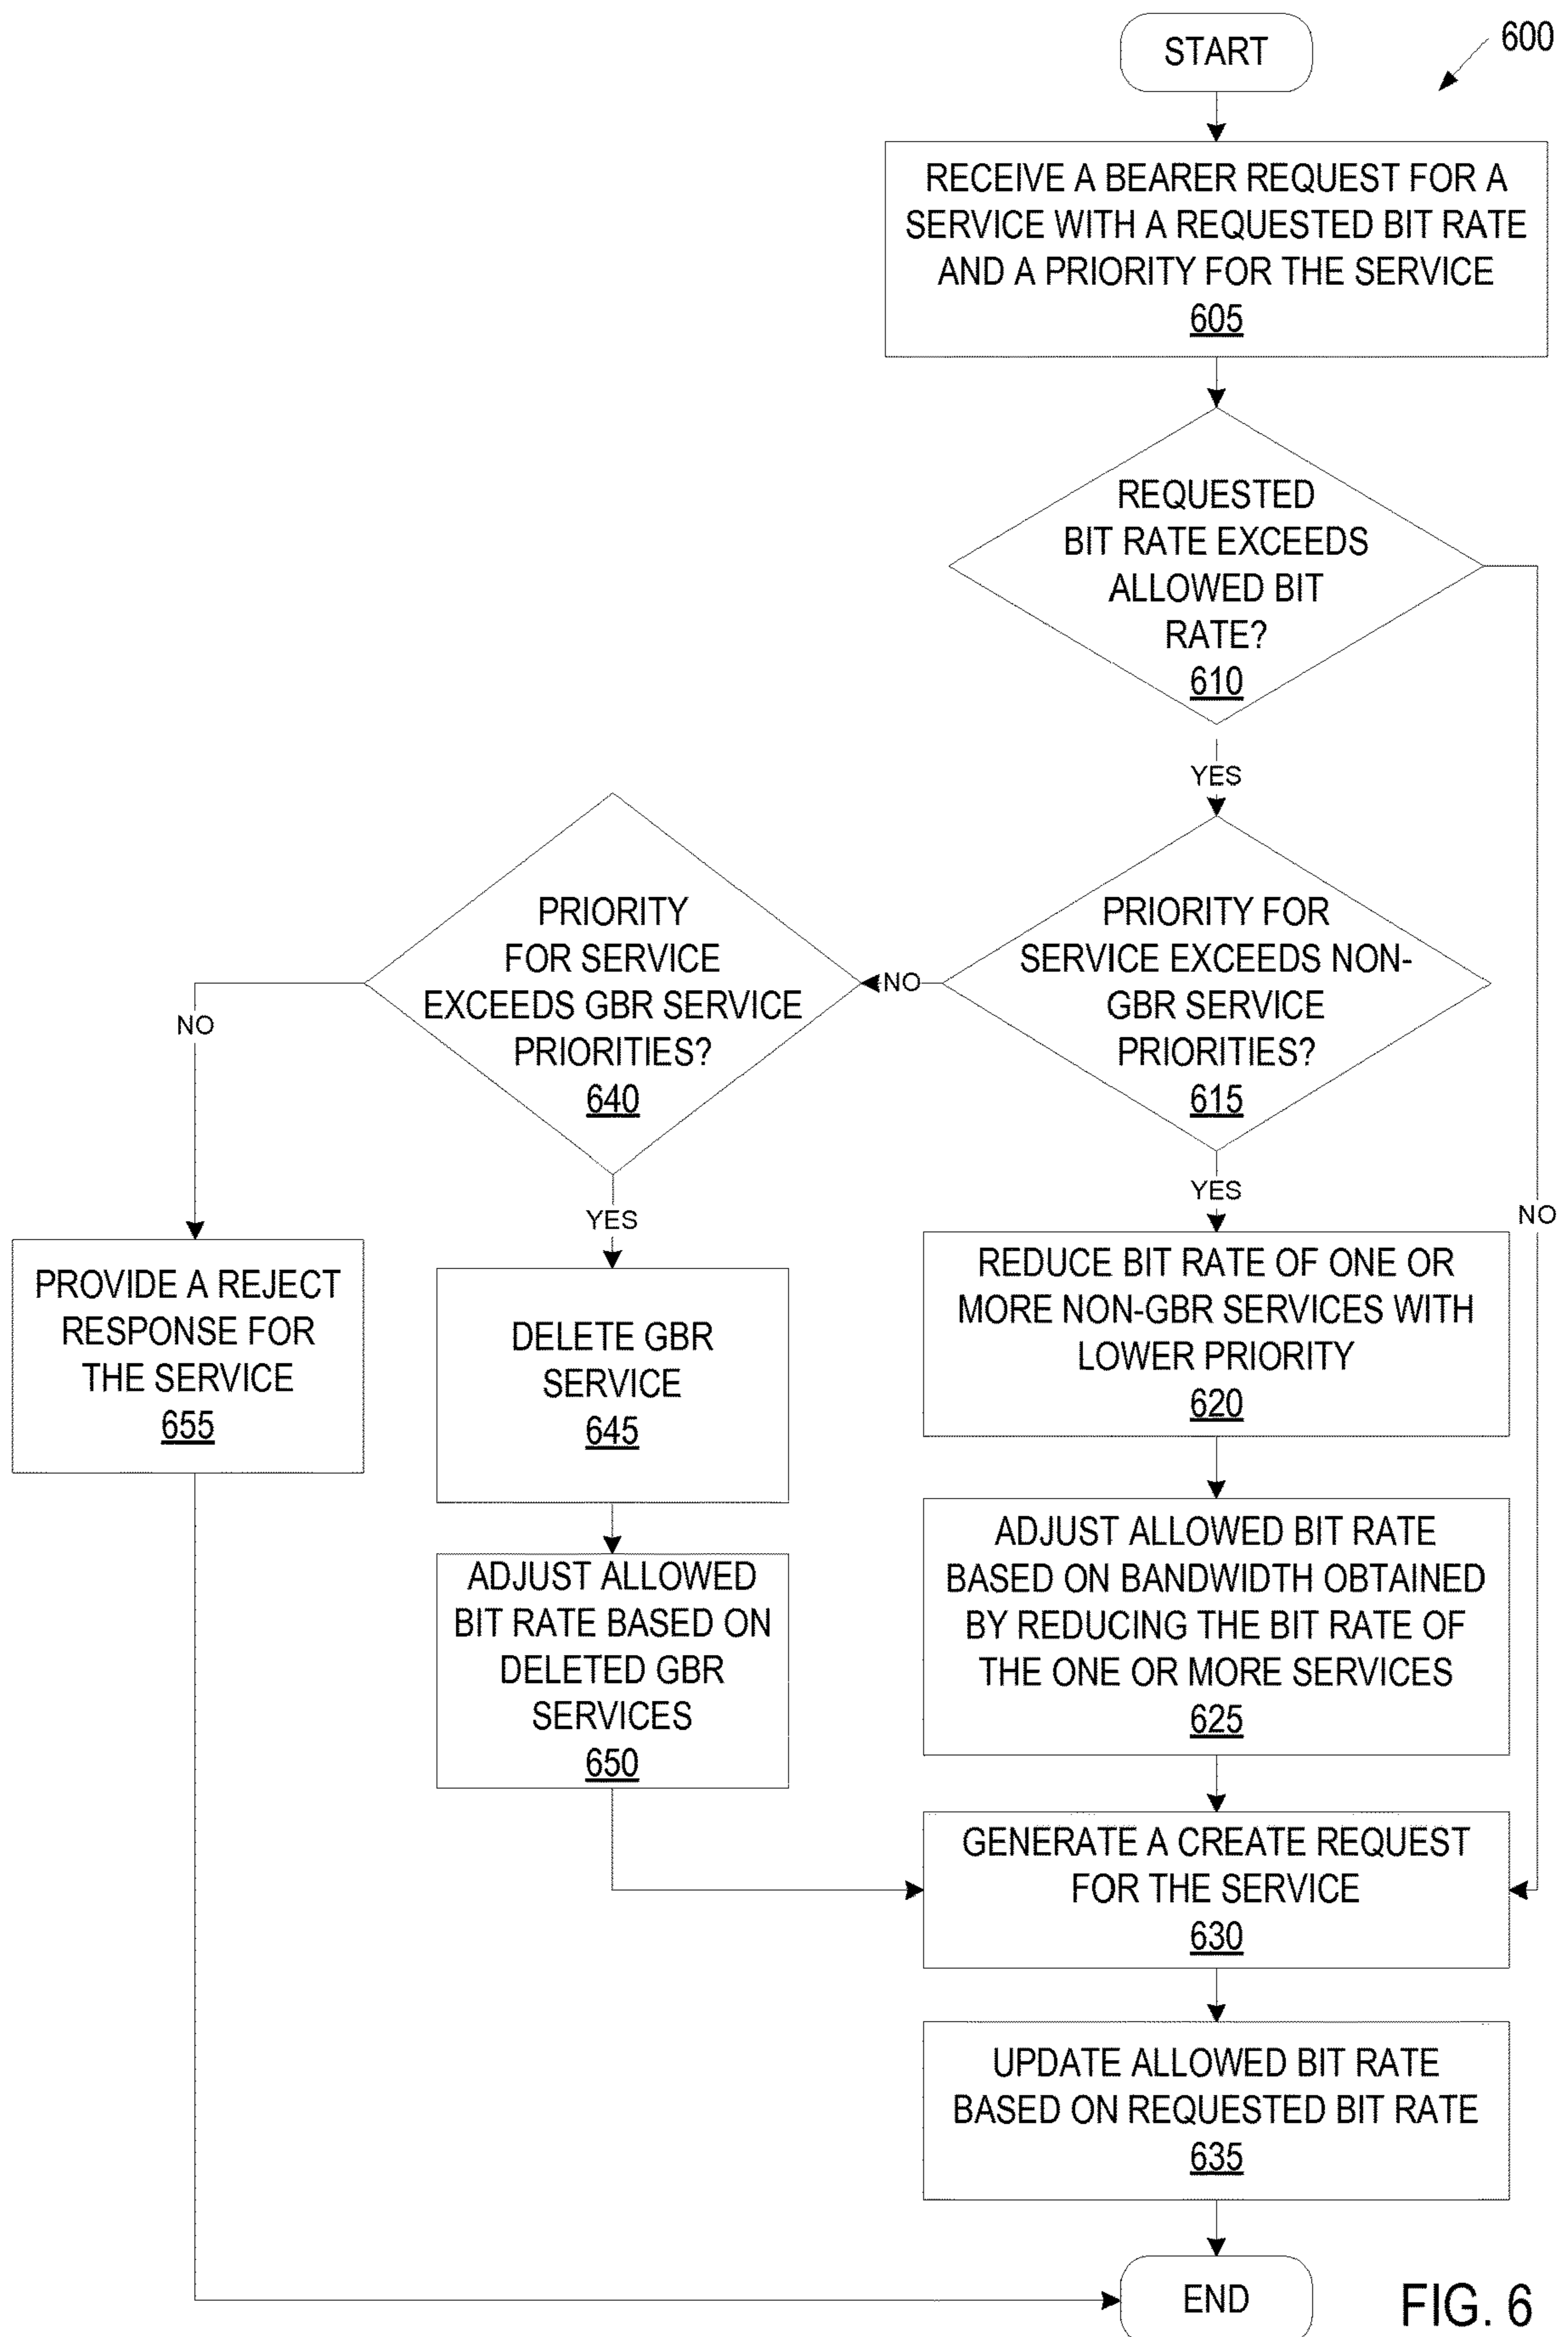 START
600
RECEIVE A BEARER REQUEST FOR A
SERVICE WITH A REQUESTED BIT RATE
AND A PRIORITY FOR THE SERVICE
605
REQUESTED
BIT RATE EXCEEDS
ALLOWED BIT
RATE?
610
YES
NO
PRIORITY FOR
SERVICE EXCEEDS NON-
GBR SERVICE
PRIORITIES?
615
NO
YES
PRIORITY
FOR SERVICE
EXCEEDS GBR SERVICE
PRIORITIES?
640
NO
YES
PROVIDE A REJECT
RESPONSE FOR
THE SERVICE
655
DELETE GBR
SERVICE
645
ADJUST ALLOWED
BIT RATE BASED ON
DELETED GBR
SERVICES
650
REDUCE BIT RATE OF ONE OR
MORE NON-GBR SERVICES WITH
LOWER PRIORITY
620
ADJUST ALLOWED BIT RATE
BASED ON BANDWIDTH OBTAINED
BY REDUCING THE BIT RATE OF
THE ONE OR MORE SERVICES
625
GENERATE A CREATE REQUEST
FOR THE SERVICE
630
UPDATE ALLOWED BIT RATE
BASED ON REQUESTED BIT RATE
635
END
FIG. 6